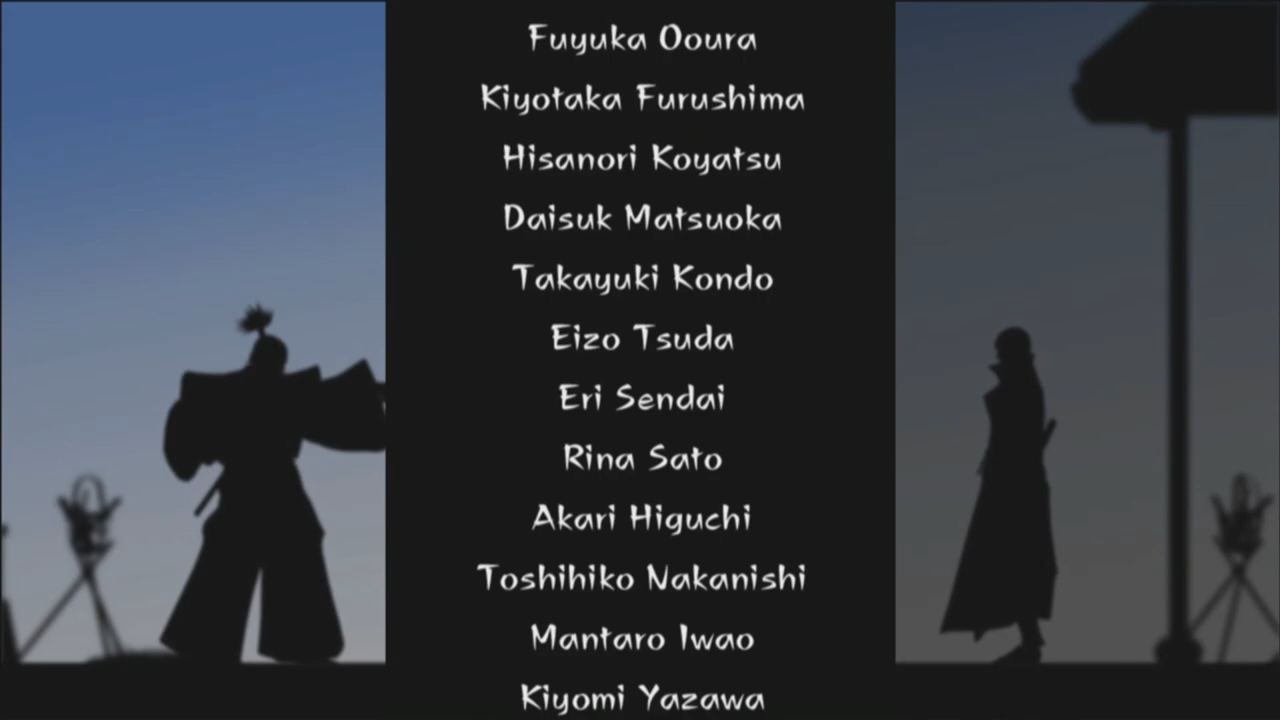 Fuyuka Ooura
Kiyotaka Furushima
Hisanori Koyatsu
Daisuk Matsuoka
Takayuki Kondo
Eizo Tsuda
Eri Sendai
Rina Sato
Akari Higuchi
Toshihiko Nakanishi
Mantaro Iwao
Kiyomi Yazawa